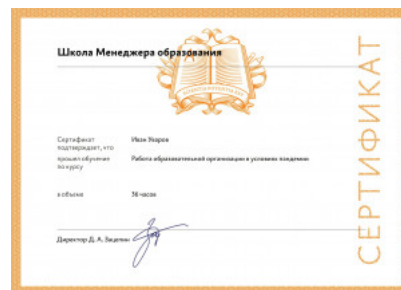 Школа Менеджера образования
Сертификат
подтверждает, что
Иван Уваров
прошел обучение
по курсу
Работа образовательной организации в условиях пандемии
в объеме
36 часов
Директор Д. А.
СЕРТИФИКАТ